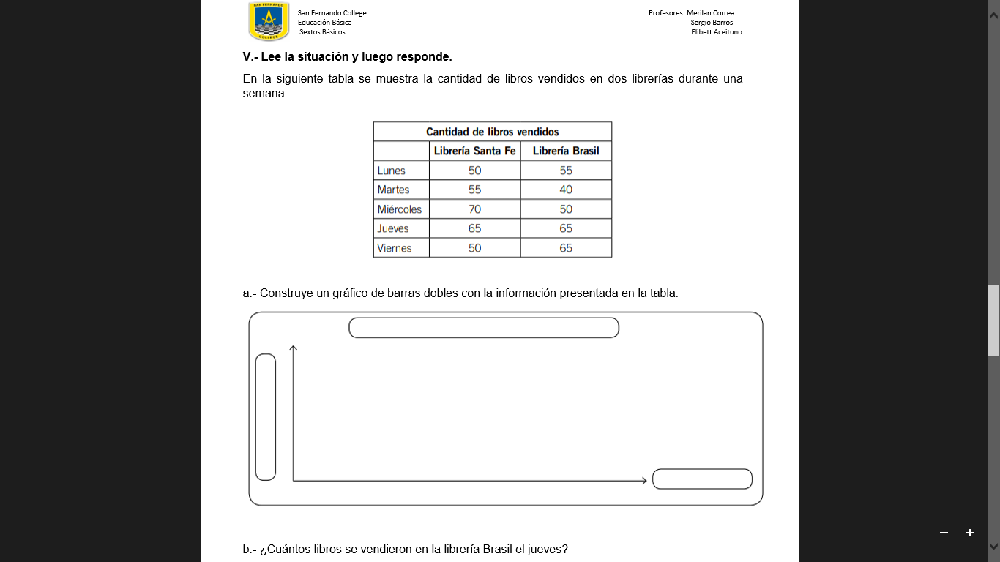 SAN FERNANDO
COLLEGE
San Fernando College
Educación Básica
Sextos Básicos
Profesores: Merilan Correa
Sergio Barros
Elibett Aceituno
V.- Lee la situación y luego responde.
En la siguiente tabla se muestra la cantidad de libros vendidos en dos librerías durante una
semana.
Cantidad de libros vendidos
Librería Santa Fe Librería Brasil
Lunes 50 55
Martes 55 40
Miércoles 70 50
Jueves 65 65
Viernes 50 65
a.- Construye un gráfico de barras dobles con la información presentada en la tabla.
b.- ¿Cuántos libros se vendieron en la librería Brasil el jueves?